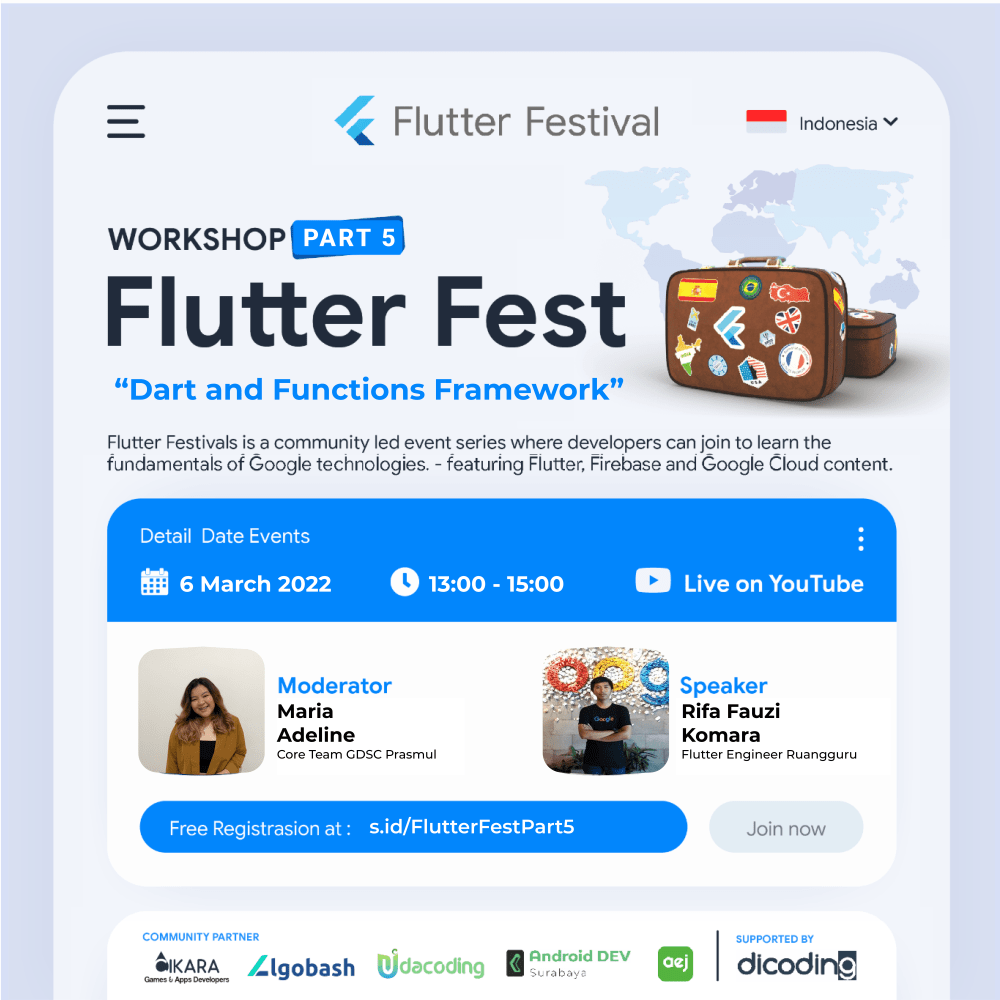 Flutter Festival
Indonesia
WORKSHOP PART 5
Flutter Fest
“Dart and Functions Framework”
Flutter Festivals is a community led event series where developers can join to learn the
fundamentals of Google technologies. - featuring Flutter, Firebase and Google Cloud content.
Detail Date Events
6 March 2022
13:00 - 15:00
Live on YouTube
Moderator
Maria
Adeline
Core Team GDSC Prasmul
Google
Speaker
Rifa Fauzi
Komara
Flutter Engineer Ruangguru
Free Registrasion at : s.id/FlutterFestPart5
Join now
COMMUNITY PARTNER
IKARA
Games & Apps Developers
Algobash
Udacoding
Android DEV
Surabaya
aej
SUPPORTED BY
dicoding